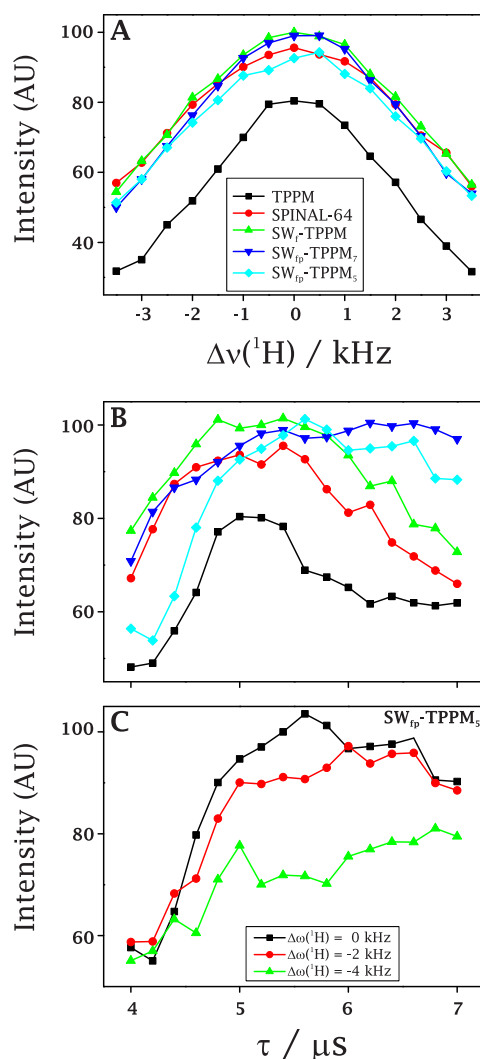 A
Intensity (AU)
100
80
60
40
TPPM
SPINAL-64
SWf-TPPM
SWfp-TPPM7
SWfp-TPPM5
-3 -2 -1 0 1 2 3
Δν(¹H) / kHz
B
Intensity (AU)
100
80
60
C
SWfp-TPPM5
Intensity (AU)
100
80
60
Δω(¹H) = 0 kHz
Δω(¹H) = -2 kHz
Δω(¹H) = -4 kHz
4 5 6 7
τ / μs